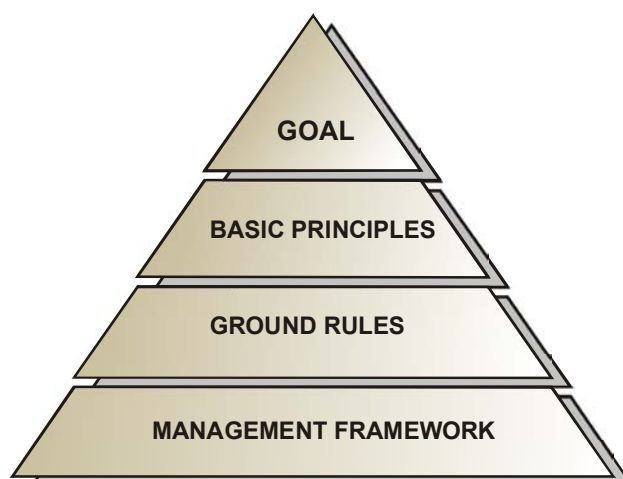 GOAL
BASIC PRINCIPLES
GROUND RULES
MANAGEMENT FRAMEWORK